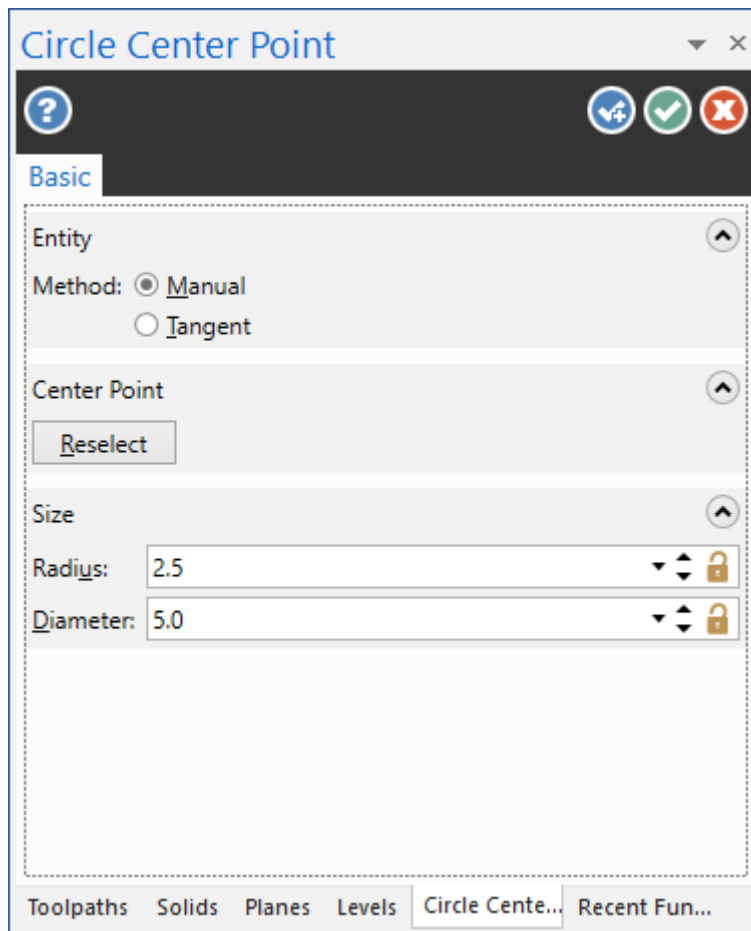 Circle Center Point
?
Basic
Entity
Method: Manual
Tangent
Center Point
Reselect
Size
Radius: 2.5
Diameter: 5.0
Toolpaths Solids Planes Levels Circle Cente... Recent Fun...